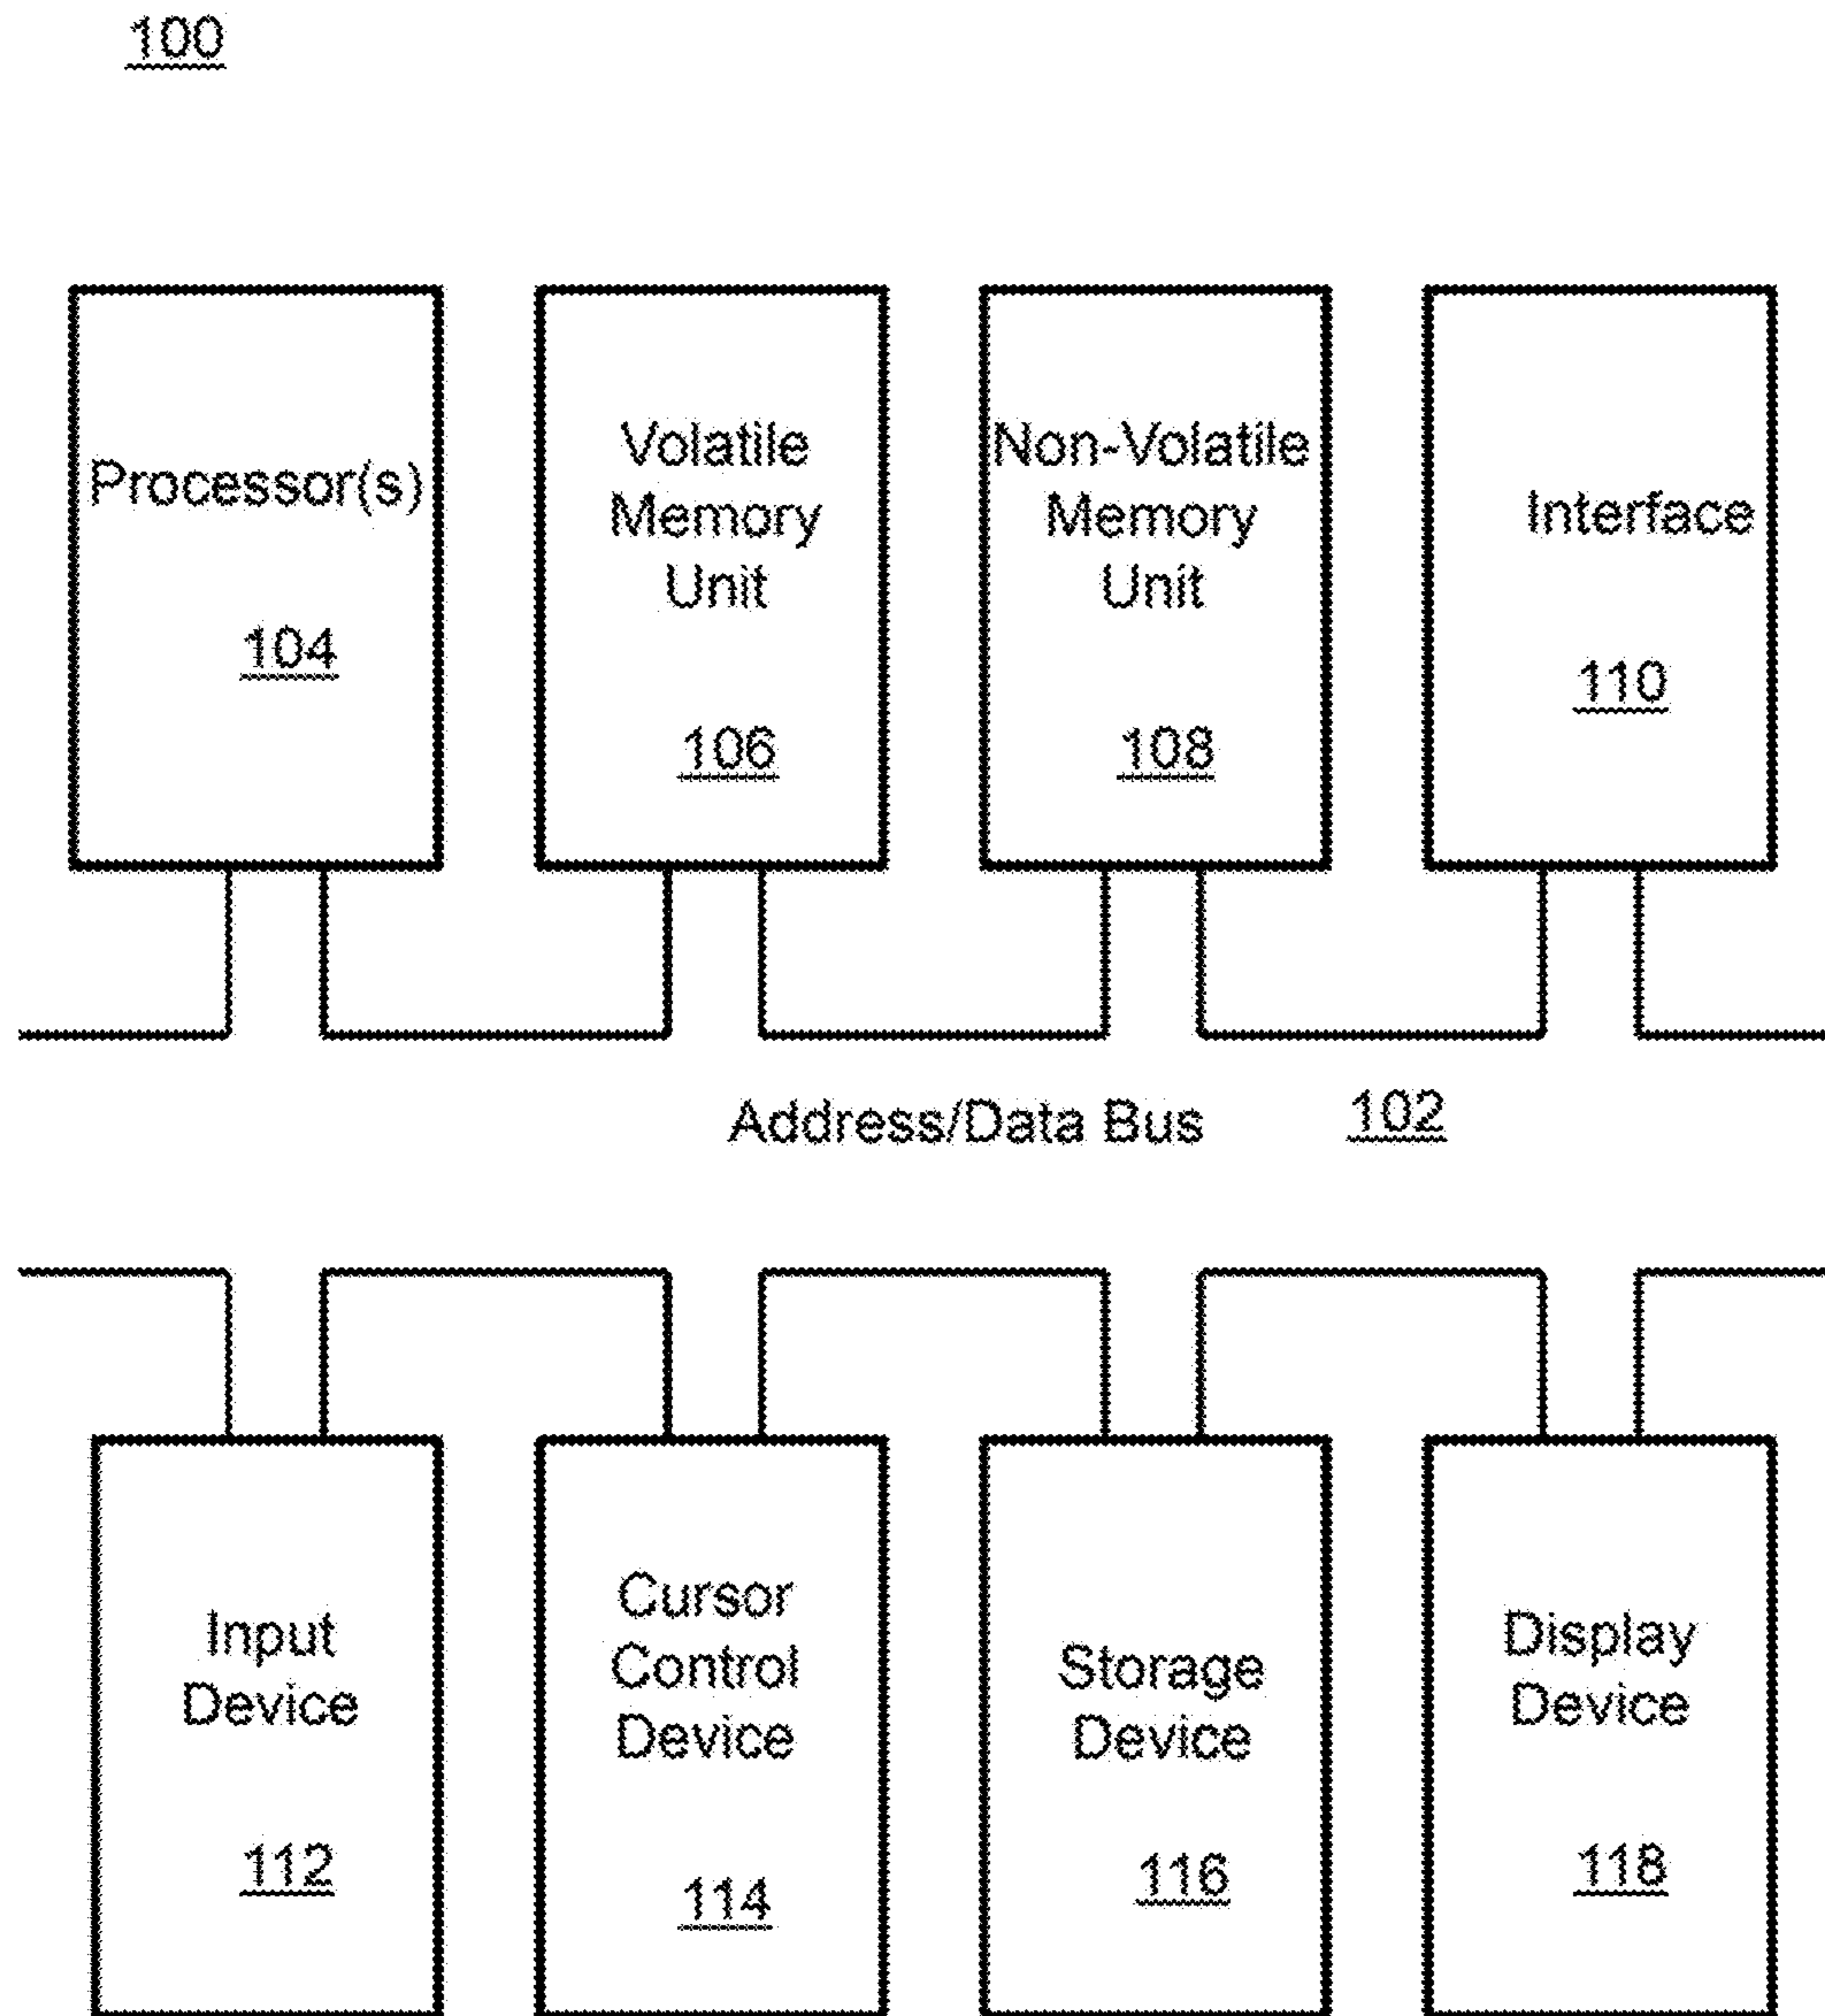 100
Processor(s)
104
Volatile
Memory
Unit
106
Non-Volatile
Memory
Unit
108
Interface
110
Address/Data Bus 102
Input
Device
112
Cursor
Control
Device
114
Storage
Device
116
Display
Device
118